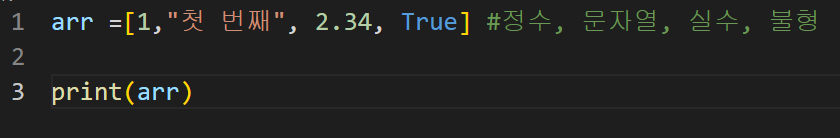 1 arr =[1,"첫 번째", 2.34, True] #정수, 문자열, 실수, 불형
2
3 print(arr)